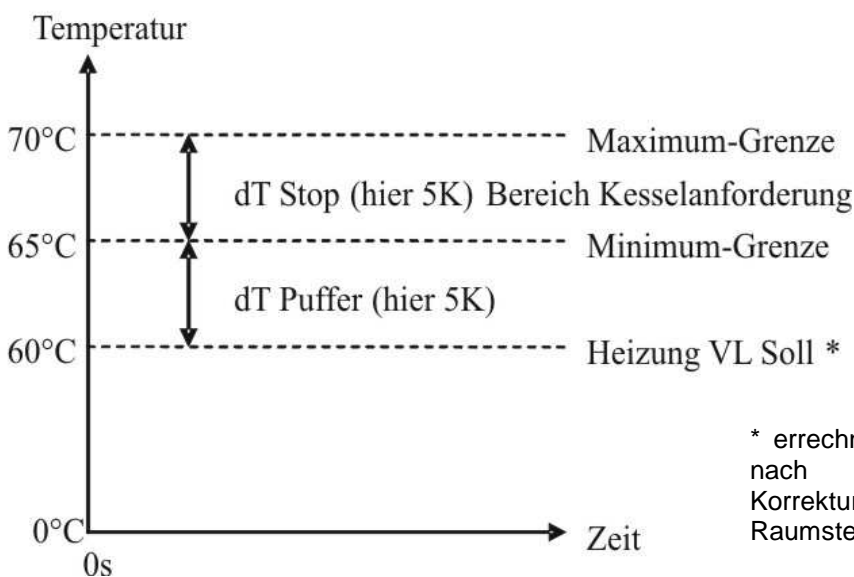 Temperatur
70°C
Maximum-Grenze
dT Stop (hier 5K) Bereich Kesselanforderung
65°C
Minimum-Grenze
dT Puffer (hier 5K)
60°C
Heizung VL Soll *
* 
nach
0°C
Zeit
0s